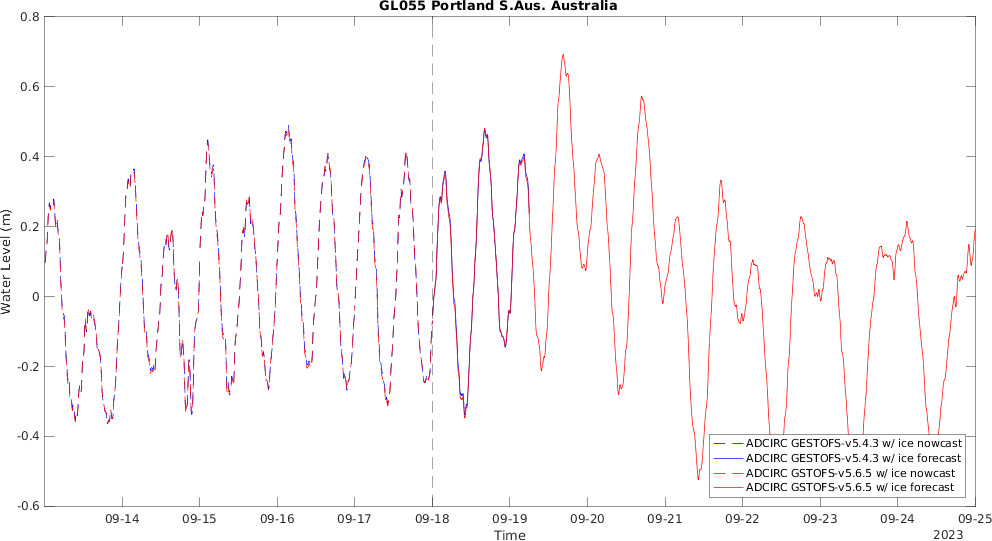 GL055 Portland S.Aus. Australia
Water Level (m)
0.8
0.6
0.4
0.2
0
-0.2
-0.4
-0.6
ADCIRC GESTOFS-v5.4.3 w/ ice nowcast
ADCIRC GESTOFS-v5.4.3 w/ ice forecast
ADCIRC GSTOFS-v5.6.5 w/ ice nowcast
ADCIRC GSTOFS-v5.6.5 w/ ice forecast
09-14 09-15 09-16 09-17 09-18 09-19 09-20 09-21 09-22 09-23 09-24 09-25
Time
2023